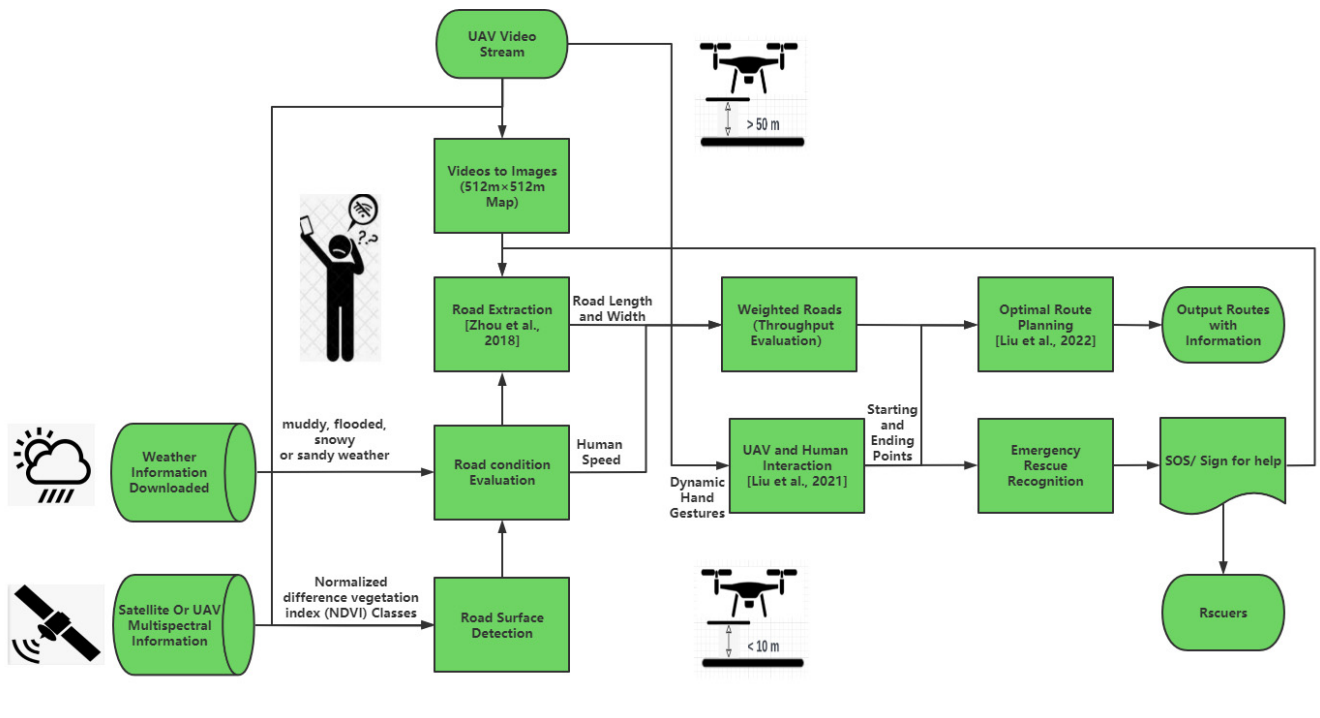 UAV Video
Stream
> 50 m
Videos to Images
(512m×512m
Map)
??
Road Extraction
[Zhou et al.,
2018]
Road Length
and Width
Weighted Roads
(Throughput
Evaluation)
Optimal Route
Planning
[Liu et al., 2022]
Output Routes
with
Information
Weather
Information
Downloaded
muddy, flooded,
snowy
or sandy weather
Road condition
Evaluation
Human
Speed
Dynamic
Hand
Gestures
UAV and Human
Interaction
[Liu et al., 2021]
Starting
and
Ending
Points
Emergency
Rescue
Recognition
SOS/ Sign for help
Satellite Or UAV
Multispectral
Information
Normalized
difference vegetation
index (NDVI) Classes
Road Surface
Detection
< 10 m
Rscuers